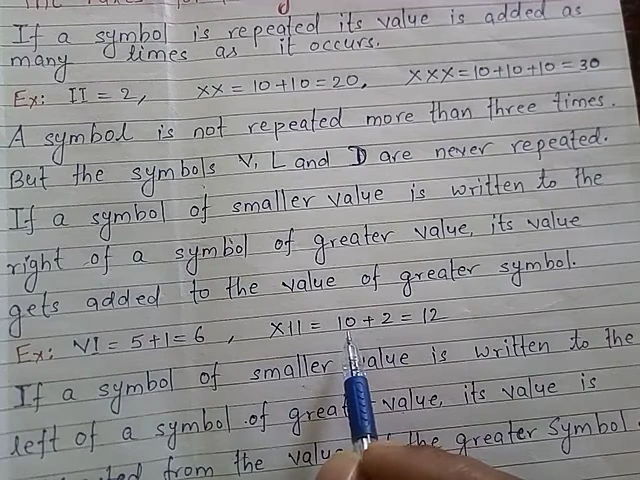 If a symbol is repeated its value is added as
many times as it occurs.
Ex: II = 2, XX = 10+10 = 20, XXX = 10+10+10 = 30
A symbol is not repeated more than three times.
But the symbols V, L and D are never repeated.
If a symbol of smaller value is written to the
right of a symbol of greater value, its value
gets added to the value of greater symbol.
Ex: VI = 5+1 = 6, XII = 10+2 = 12
If a symbol of smaller value is written to the
left of a symbol of greater value, its value is
from the value the greater Symbol.